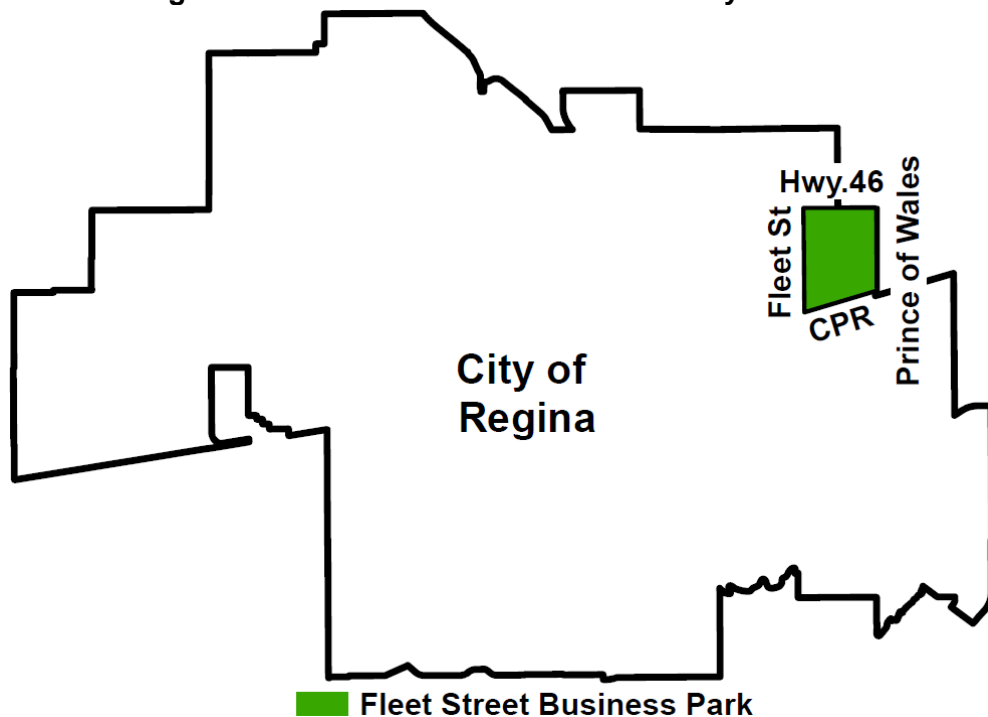 Hwy.46
Fleet St
Prince of Wales
CPR
City of
Regina
Fleet Street Business Park